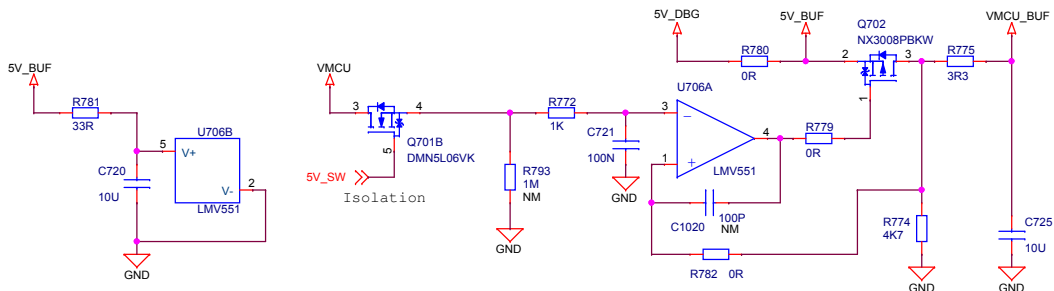 5V_BUF
R781
33R
5
U706B
V+
V-
2
C720
10U
LMV551
GND
VMCU
3
4
Q701B
DMN5L06VK
5
5V_SW
Isolation
R772
1K
R793
1M
NM
GND
C721
100N
GND
U706A
3
4
1
LMV551
C1020
100P
NM
R782
0R
R779
0R
5V_DBG
R780
0R
5V_BUF
Q702
NX3008PBKW
2
3
1
R775
3R3
VMCU_BUF
R774
4K7
GND
C725
10U
GND